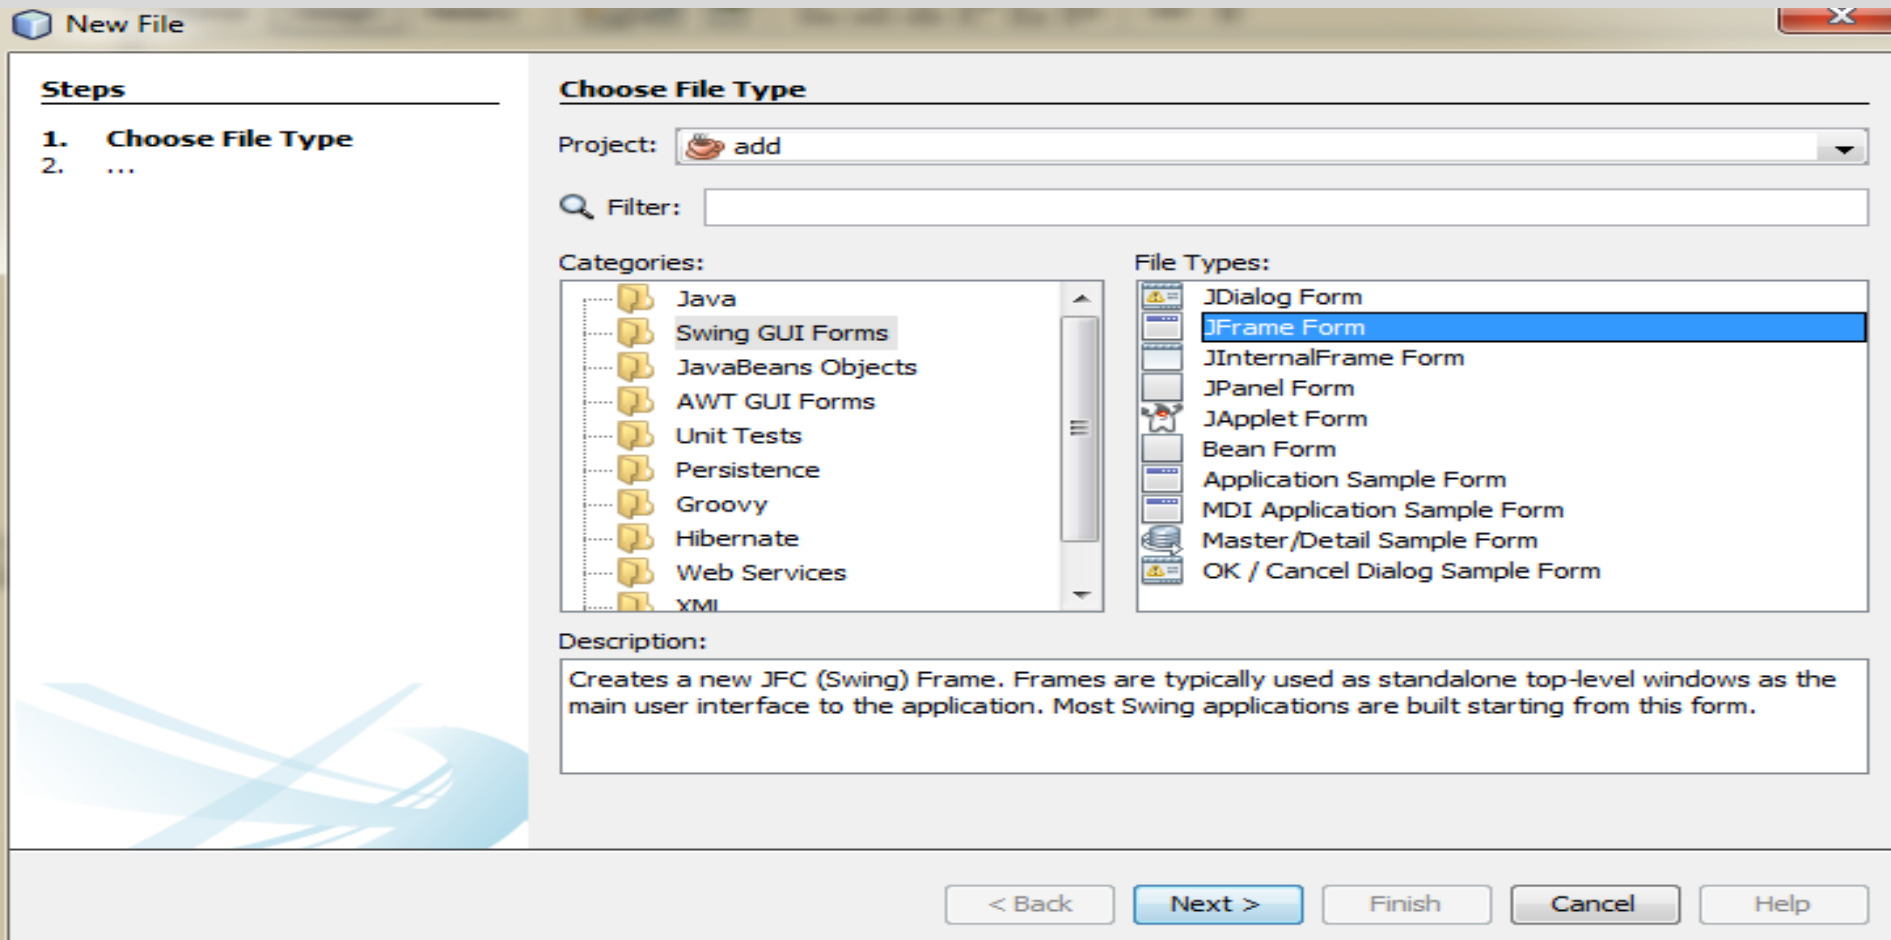 New File
Steps
1. Choose File Type
2. ...
Choose File Type
Project: add
Filter:
Categories:
Java
Swing GUI Forms
JavaBeans Objects
AWT GUI Forms
Unit Tests
Persistence
Groovy
Hibernate
Web Services
XML
File Types:
JDialog Form
JFrame Form
JInternalFrame Form
JPanel Form
JApplet Form
Bean Form
Application Sample Form
MDI Application Sample Form
Master/Detail Sample Form
OK / Cancel Dialog Sample Form
Description:
Creates a new JFC (Swing) Frame. Frames are typically used as standalone top-level windows as the
main user interface to the application. Most Swing applications are built starting from this form.
< Back Next > Finish Cancel Help